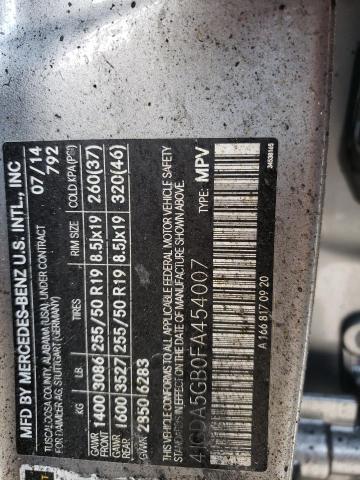 MFD BY MERCEDES-BENZ U.S. INT'L., INC
TUSCALOOSA COUNTY, ALABAMA (USA), UNDER CONTRACT 07/14
FOR DAIMLER AG, STUTTGART (GERMANY) 792
LB TIRES RIM SIZE COLD KPA(PSI)
GAWR FRONT 1400 3086 255/50 R19 8.5Jx19 260(37)
GAWR REAR 1600 3527 255/50 R19 8.5Jx19 320(46)
GVWR 2850 6283
THIS VEHICLE CONFORMS TO ALL APPLICABLE FEDERAL MOTOR VEHICLE SAFETY
STANDARDS IN EFFECT ON THE DATE OF MANUFACTURE SHOWN ABOVE
4JGDA5GB0FA454007 MPV
A 166 817 09 20